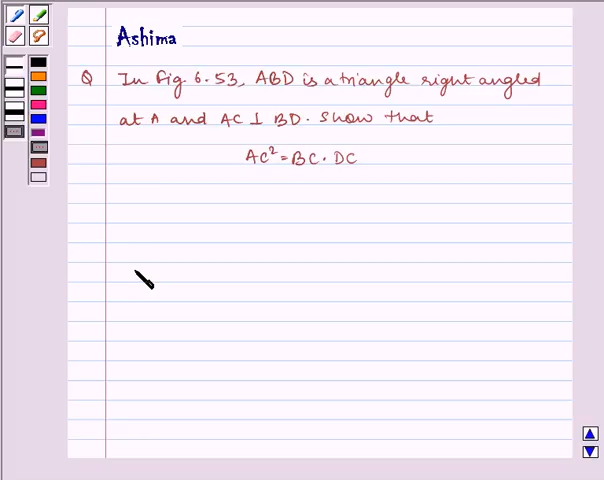 Ashima
Q In Fig 6.53, ABD is a triangle right angled
at A and AC ⊥ BD. Show that
AC² = BC · DC